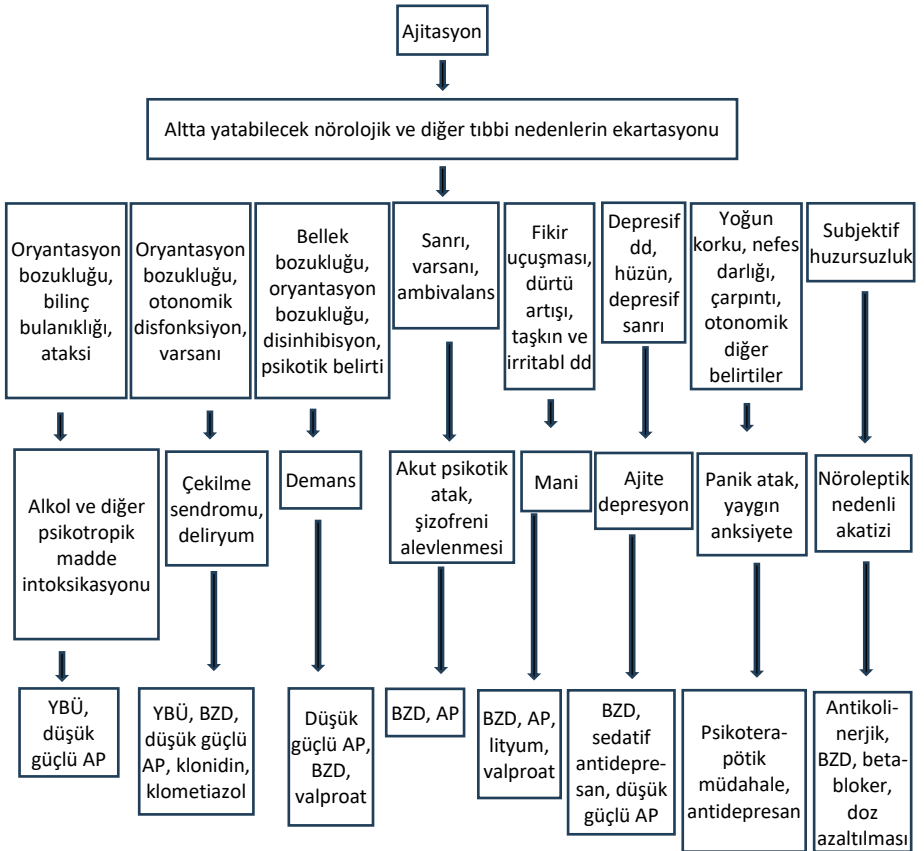 Ajitasyon
Altta yatabilecek nörolojik ve diğer tıbbi nedenlerin ekartasyonu
Oryantasyon
bozukluğu,
bilinç
bulanıklığı,
ataksi
Oryantasyon
bozukluğu,
otonomik
disfonksiyon,
varsanı
Bellek
bozukluğu,
oryantasyon
bozukluğu,
disinhibisyon,
psikotik belirti
Sanrı,
varsanı,
ambivalans
Fikir
uçuşması,
dürtü
artışı,
taşkın ve
irritabl dd
Depresif
dd,
hüzün,
depresif
sanrı
Yoğun
korku, nefes
darlığı,
çarpıntı,
otonomik
diğer
belirtiler
Subjektif
huzursuzluk
Alkol ve diğer
psikotropik
madde
intoksikasyonu
Çekilme
sendromu,
deliryum
Demans
Akut psikotik
atak,
şizofreni
alevlenmesi
Mani
Ajite
depresyon
Panik atak,
yaygın
anksiyete
Nöroleptik
nedenli
akatizi
YBÜ,
düşük
güçlü AP
YBÜ, BZD,
düşük güçlü
AP, klonidin,
klometiazol
Düşük
güçlü AP,
BZD,
valproat
BZD, AP
BZD, AP,
lityum,
valproat
BZD,
sedatif
antidepre-
san, düşük
güçlü AP
Psikotera-
pötik
müdahale,
antidepresan
Antikoli-
nerjik,
BZD, beta-
bloker,
doz
azaltılması